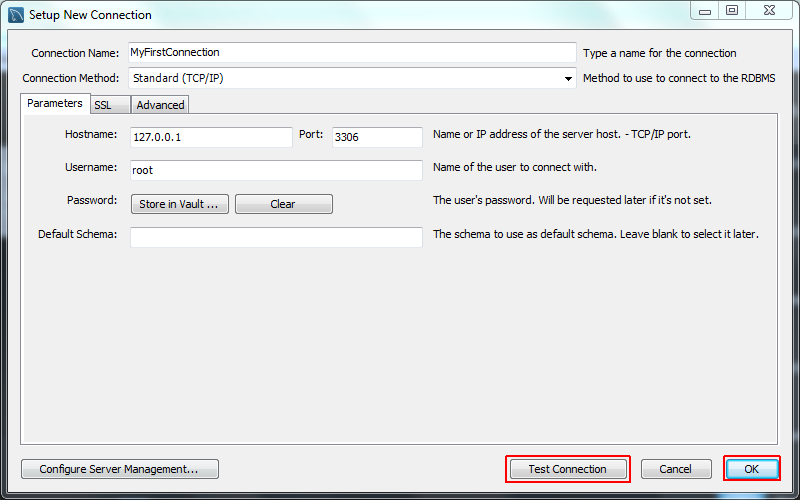 Setup New Connection
Connection Name: MyFirstConnection Type a name for the connection
Connection Method: Standard (TCP/IP) Method to use to connect to the RDBMS
Parameters SSL Advanced
Hostname: 127.0.0.1 Port: 3306 Name or IP address of the server host. - TCP/IP port.
Username: root Name of the user to connect with.
Password: Store in Vault ... Clear The user's password. Will be requested later if it's not set.
Default Schema: The schema to use as default schema. Leave blank to select it later.
Configure Server Management... Test Connection Cancel OK